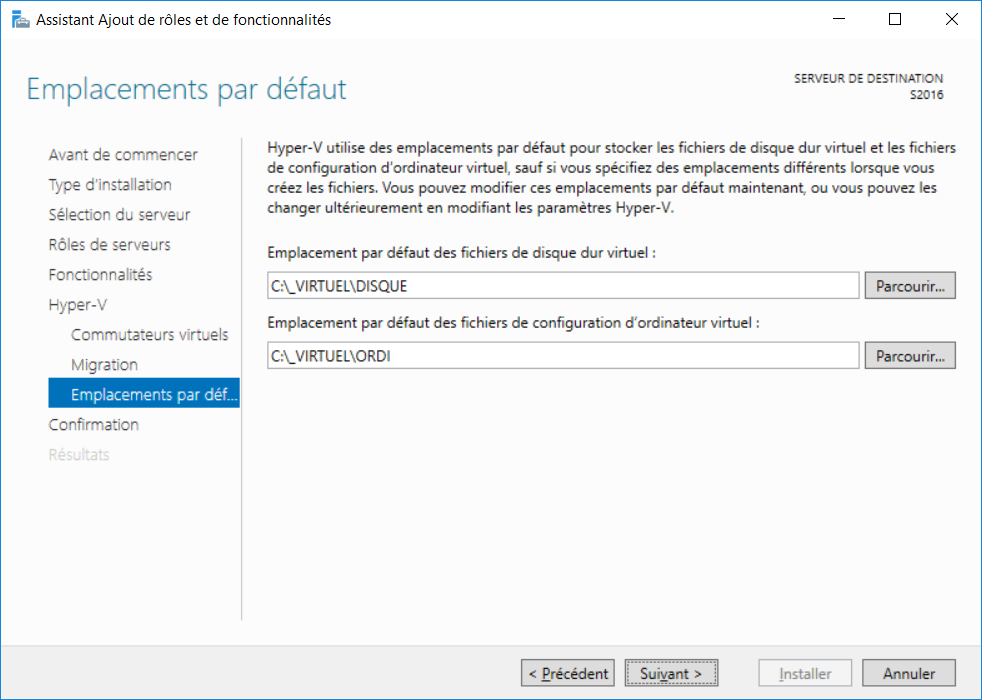 Assistant Ajout de rôles et de fonctionnalités
Emplacements par défaut
SERVEUR DE DESTINATION
S2016
Avant de commencer
Type d'installation
Sélection du serveur
Rôles de serveurs
Fonctionnalités
Hyper-V
Commutateurs virtuels
Migration
Emplacements par déf...
Confirmation
Résultats
Hyper-V utilise des emplacements par défaut pour stocker les fichiers de disque dur virtuel et les fichiers
de configuration d'ordinateur virtuel, sauf si vous spécifiez des emplacements différents lorsque vous
créez les fichiers. Vous pouvez modifier ces emplacements par défaut maintenant, ou vous pouvez les
changer ultérieurement en modifiant les paramètres Hyper-V.
Emplacement par défaut des fichiers de disque dur virtuel :
C:\_VIRTUEL\DISQUE
Parcourir...
Emplacement par défaut des fichiers de configuration d'ordinateur virtuel :
C:\_VIRTUEL\ORDI
Parcourir...
< Précédent
Suivant >
Installer
Annuler